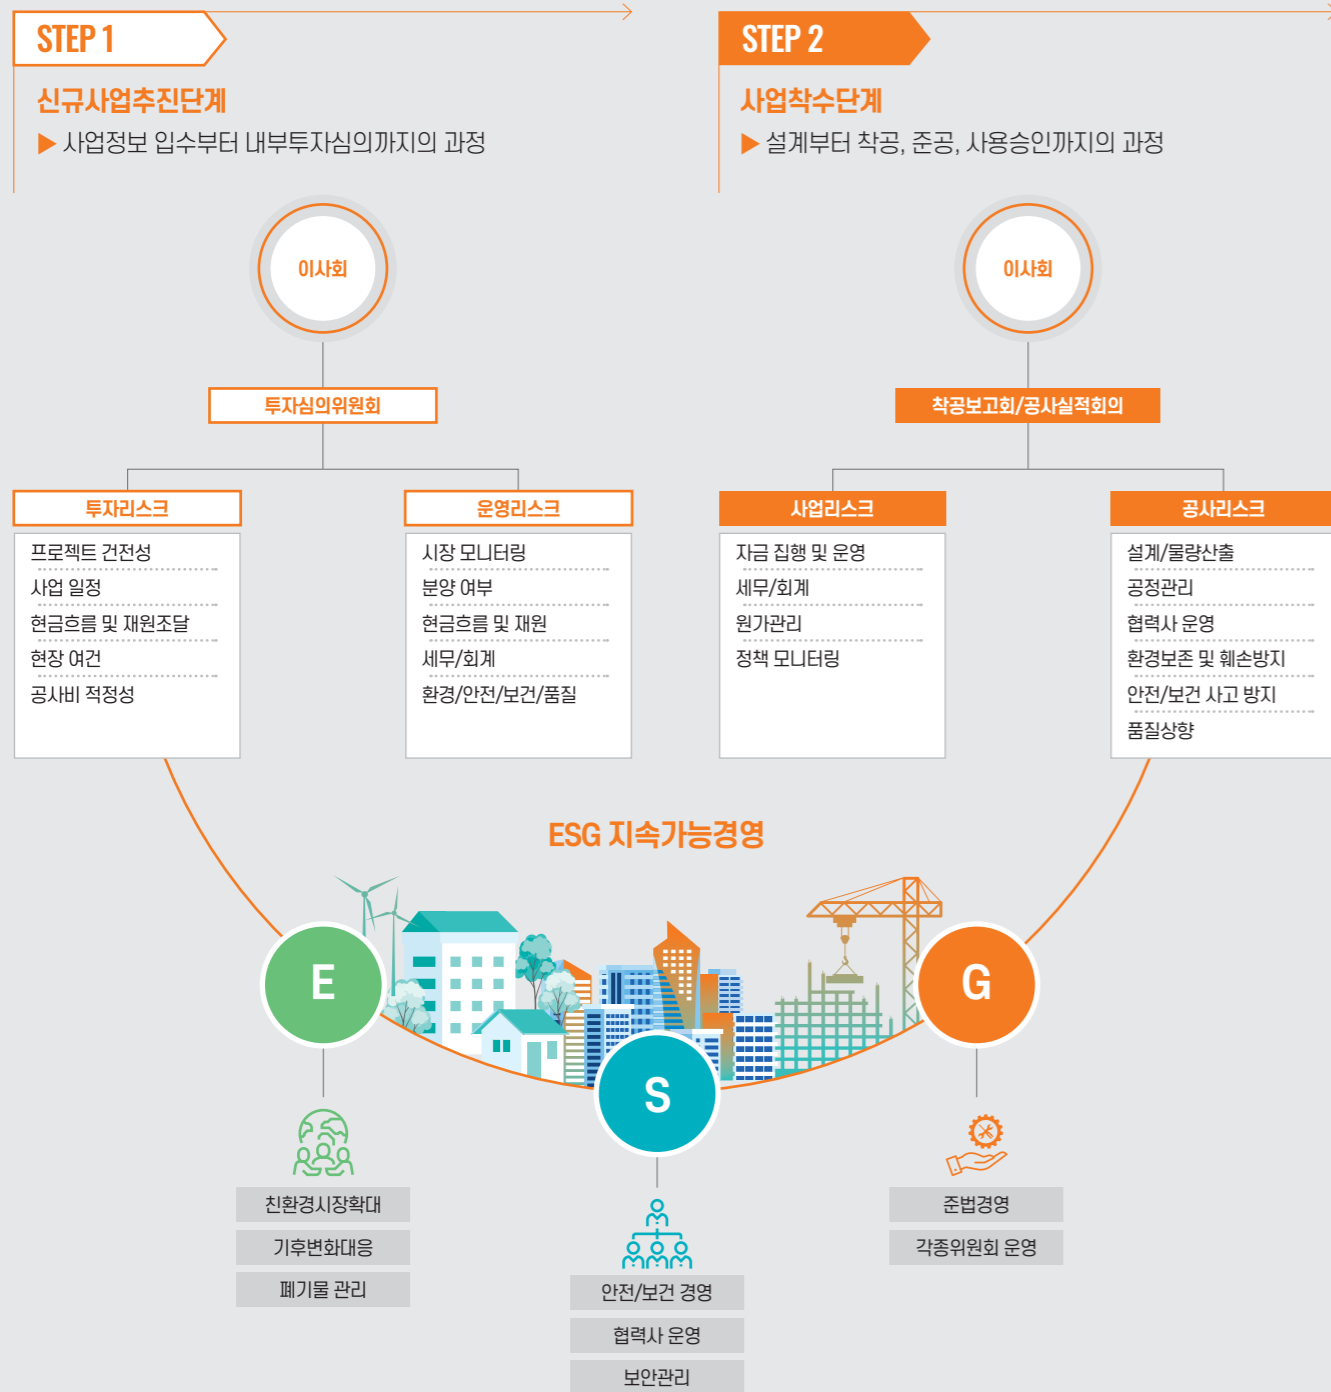 STEP 1
신규사업추진단계
▶ 사업정보 입수부터 내부투자심의까지의 과정
이사회
투자심의위원회
투자리스크
프로젝트 건전성
사업 일정
현금흐름 및 재원조달
현장 여건
공사비 적정성
운영리스크
시장 모니터링
분양 여부
현금흐름 및 재원
세무/회계
환경/안전/보건/품질
STEP 2
사업착수단계
▶ 설계부터 착공, 준공, 사용승인까지의 과정
이사회
착공보고회/공사실적회의
사업리스크
자금 집행 및 운영
세무/회계
원가관리
정책 모니터링
공사리스크
설계/물량산출
공정관리
협력사 운영
환경보존 및 훼손방지
안전/보건 사고 방지
품질상향
ESG 지속가능경영
E
친환경시장확대
기후변화대응
폐기물 관리
S
안전/보건 경영
협력사 운영
보안관리
G
준법경영
각종위원회 운영